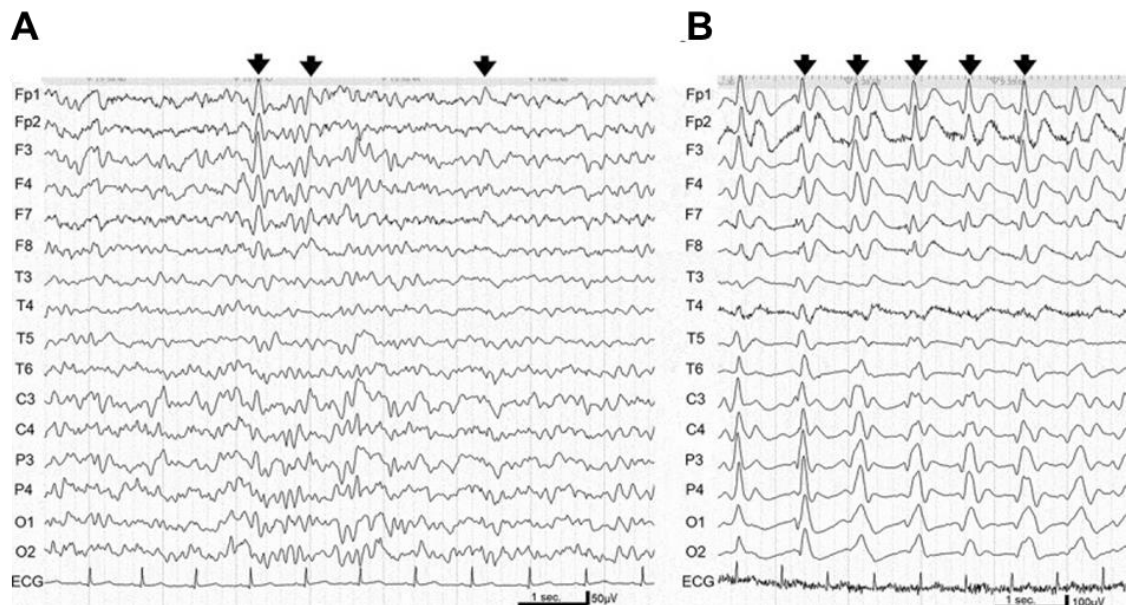 A
B
Fp1
Fp2
F3
F4
F7
F8
T3
T4
T5
T6
C3
C4
P3
P4
O1
O2
ECG
1 sec.
50μV
Fp1
Fp2
F3
F4
F7
F8
T3
T4
T5
T6
C3
C4
P3
P4
O1
O2
ECG
1 sec.
100μV